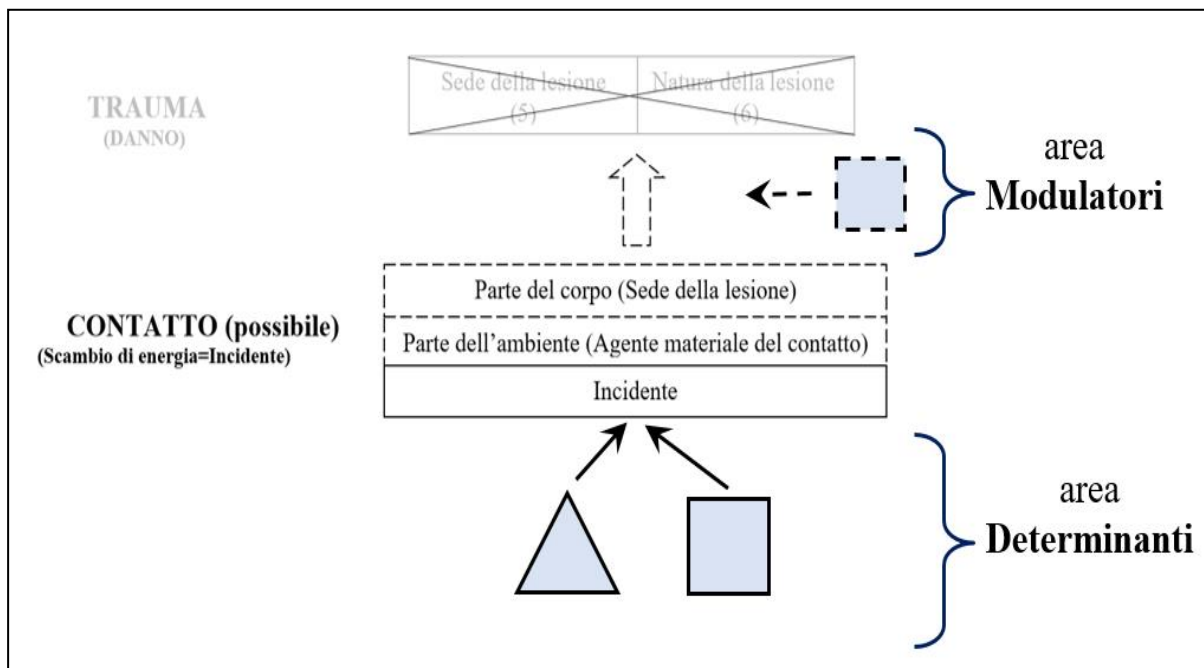 Sede della lesione
(5)
Natura della lesione
(6)
TRAUMA
(DANNO)
area
Modulatori
Parte del corpo (Sede della lesione)
CONTATTO (possibile)
(Scambio di energia=Incidente)
Parte dell’ambiente (Agente materiale del contatto)
Incidente
area
Determinanti